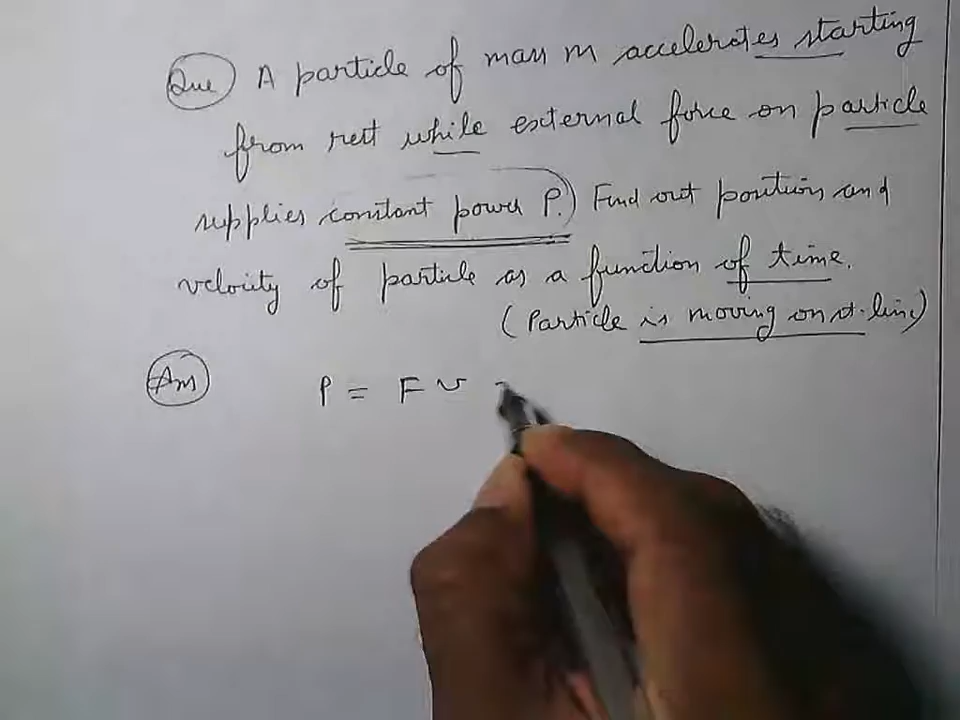 Que A particle of mass m accelerates starting
from rest while external force on particle
supplies constant power P. Find out position and
velocity of particle as a function of time.
(Particle is moving on st. line)
Ans P = F v